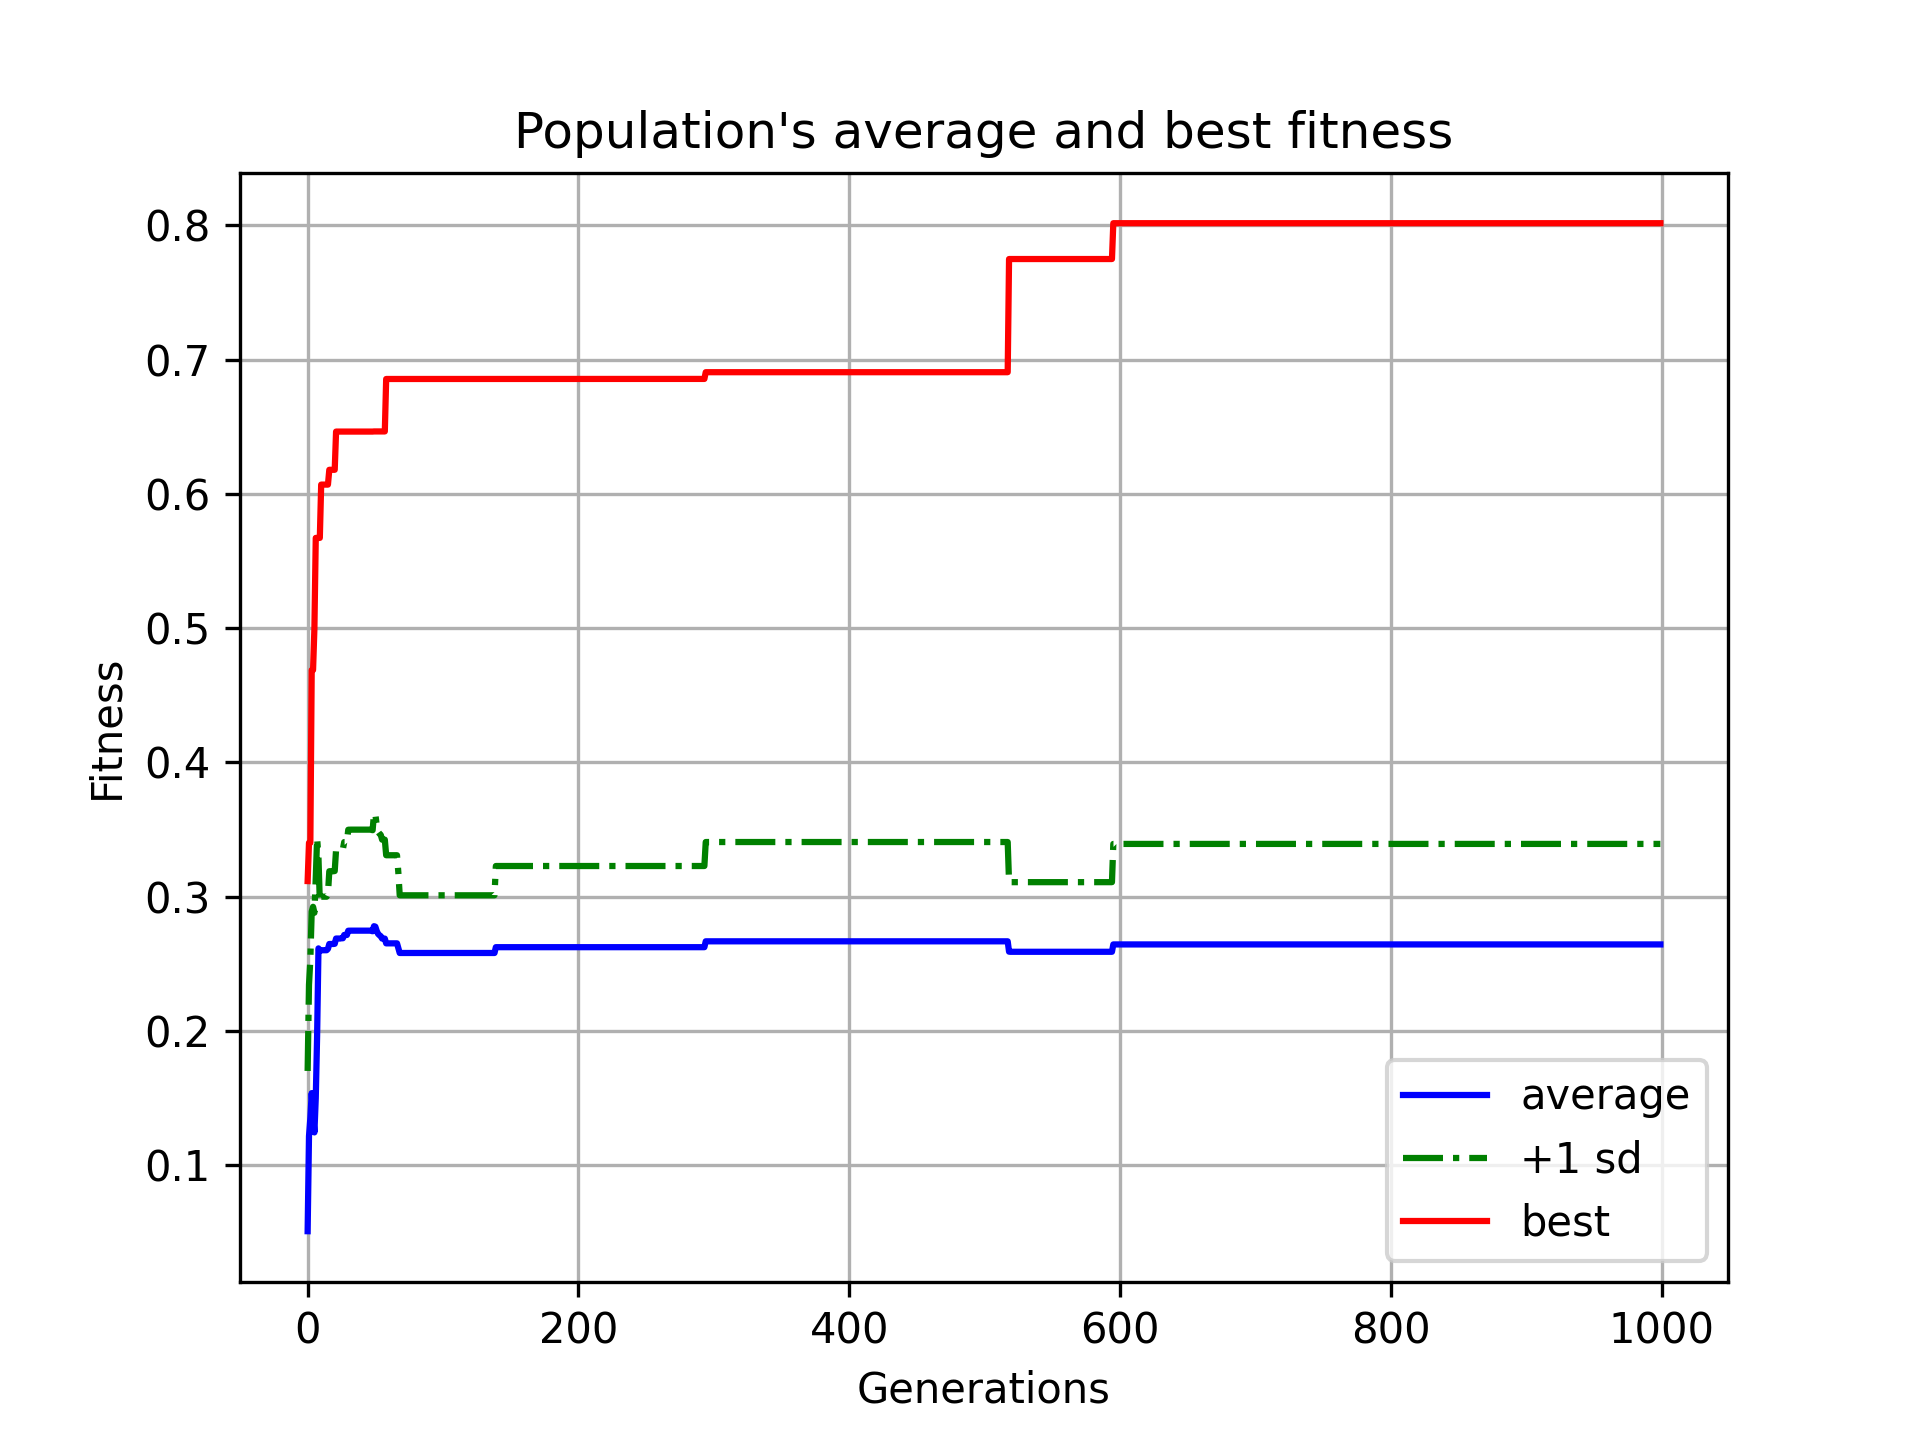 Population's average and best fitness
0.8
0.7
0.6
0.5
0.4
0.3
0.2
0.1
Fitness
average
+1 sd
best
0 200 400 600 800 1000
Generations